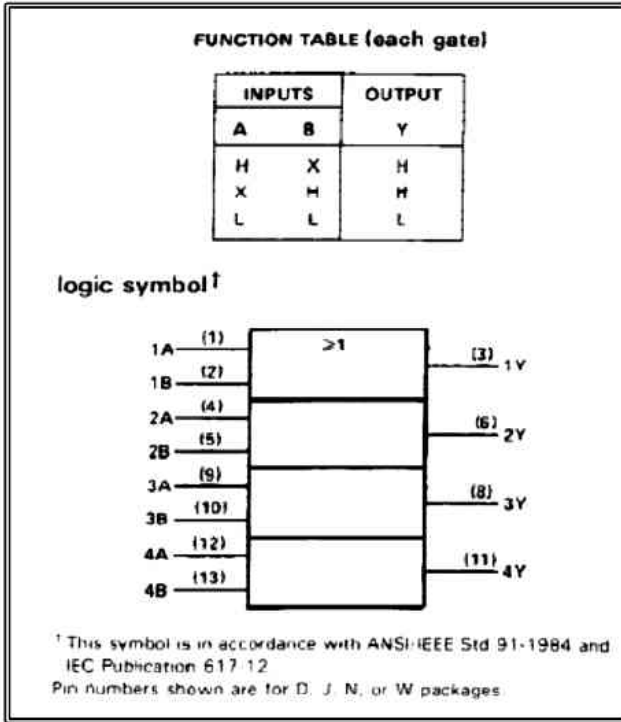 FUNCTION TABLE (each gate)
INPUTS OUTPUT
A B Y
H X H
X H H
L L L
logic symbol†
1A (1) ≥1
(3) 1Y
1B (2)
2A (4)
(6) 2Y
2B (5)
3A (9)
(8) 3Y
3B (10)
4A (12)
(11) 4Y
4B (13)
† This symbol is in accordance with ANSI/IEEE Std 91-1984 and
IEC Publication 617-12
Pin numbers shown are for D, J, N, or W packages